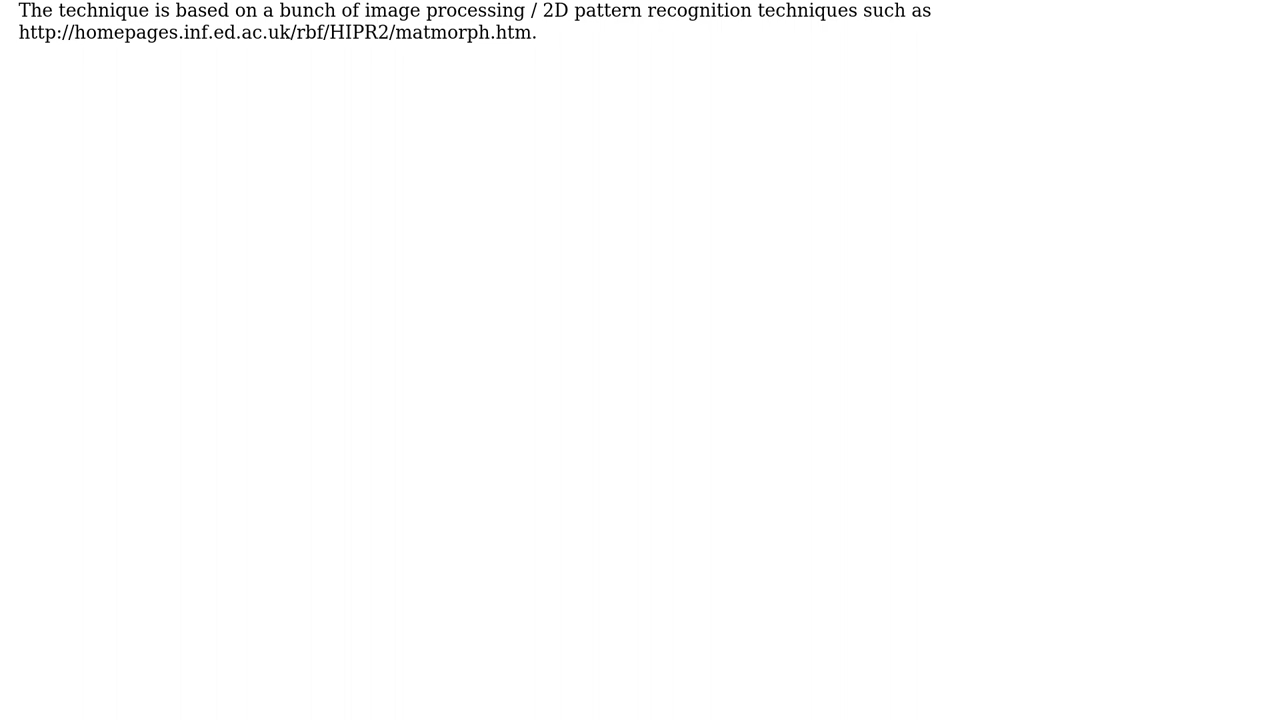 The technique is based on a bunch of image processing / 2D pattern recognition techniques such as
http://homepages.inf.ed.ac.uk/rbf/HIPR2/matmorph.htm.